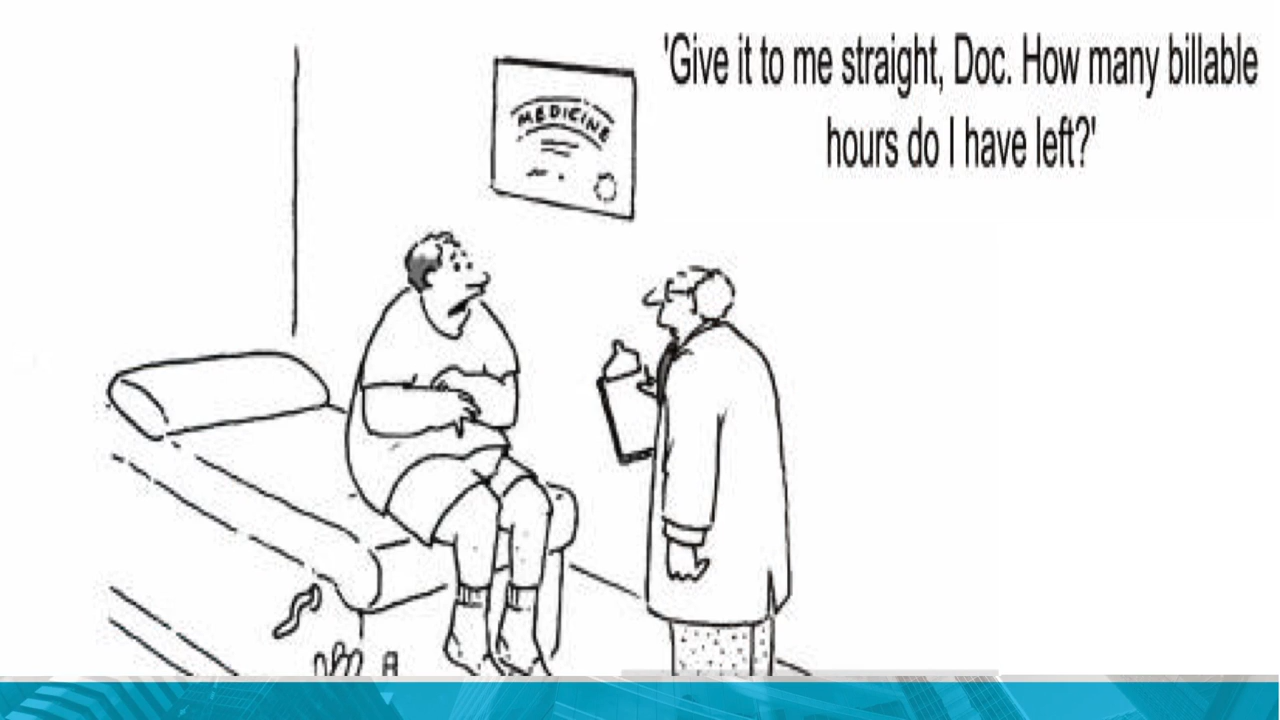 'Give it to me straight, Doc. How many billable
hours do I have left?'
MEDICINE